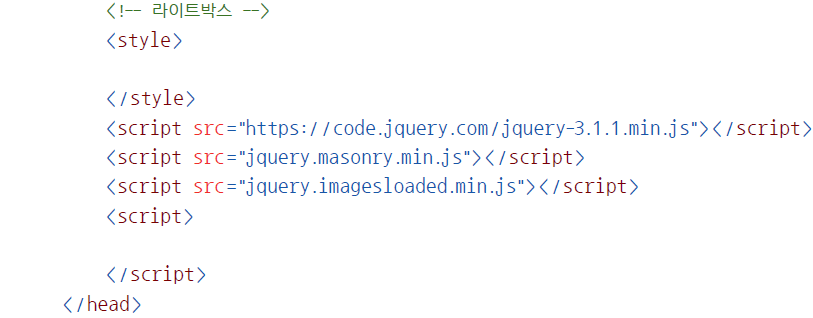 <!-- 라이트박스 -->
<style>
</style>
<script src="https://code.jquery.com/jquery-3.1.1.min.js"></script>
<script src="jquery.masonry.min.js"></script>
<script src="jquery.imagesloaded.min.js"></script>
<script>
</script>
</head>